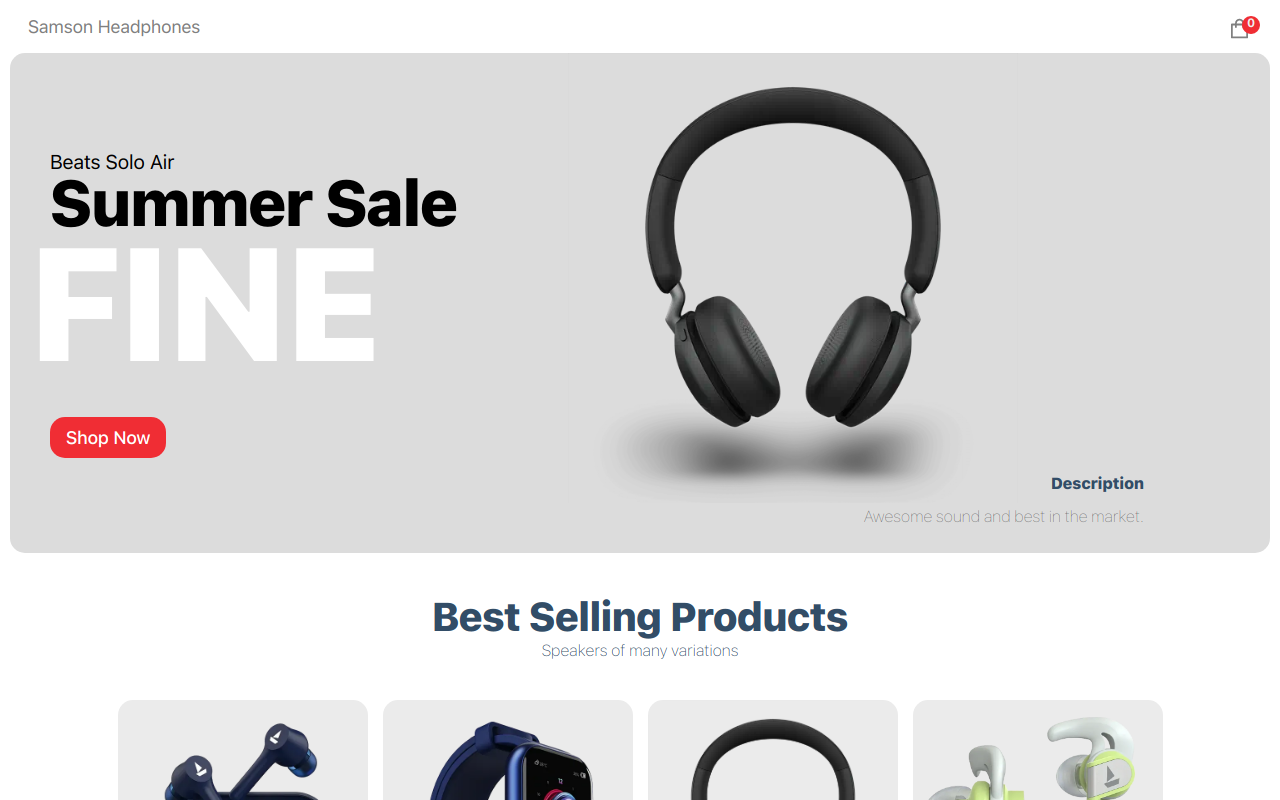 Samson Headphones
0
Beats Solo Air
Summer Sale
FINE
Shop Now
Description
Awesome sound and best in the market.
Best Selling Products
Speakers of many variations